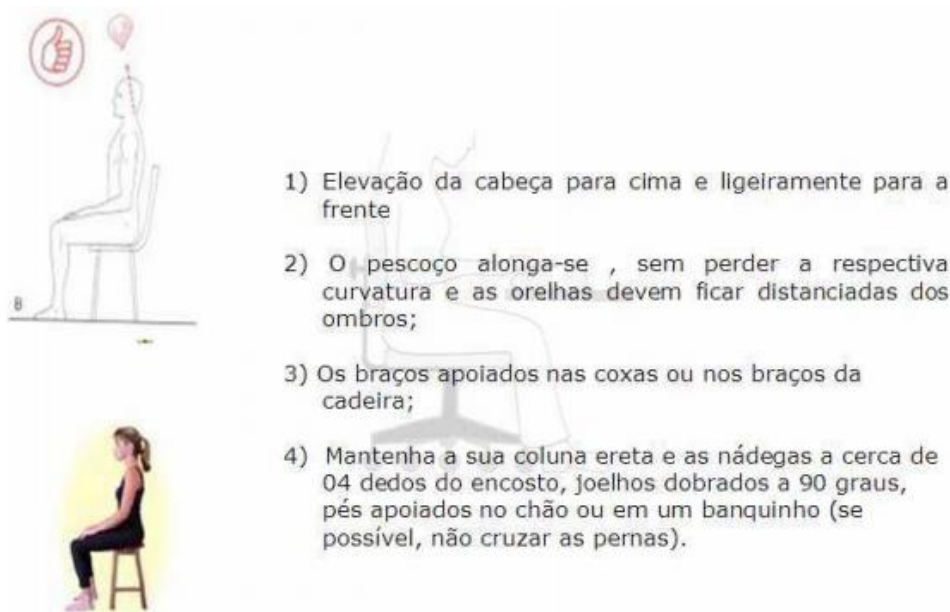 1) Elevação da cabeça para cima e ligeiramente para a
frente
2) O pescoço alonga-se , sem perder a respectiva
curvatura e as orelhas devem ficar distanciadas dos
ombros;
3) Os braços apoiados nas coxas ou nos braços da
cadeira;
4) Mantenha a sua coluna ereta e as nádegas a cerca de
04 dedos do encosto, joelhos dobrados a 90 graus,
pés apoiados no chão ou em um banquinho (se
possível, não cruzar as pernas).
B